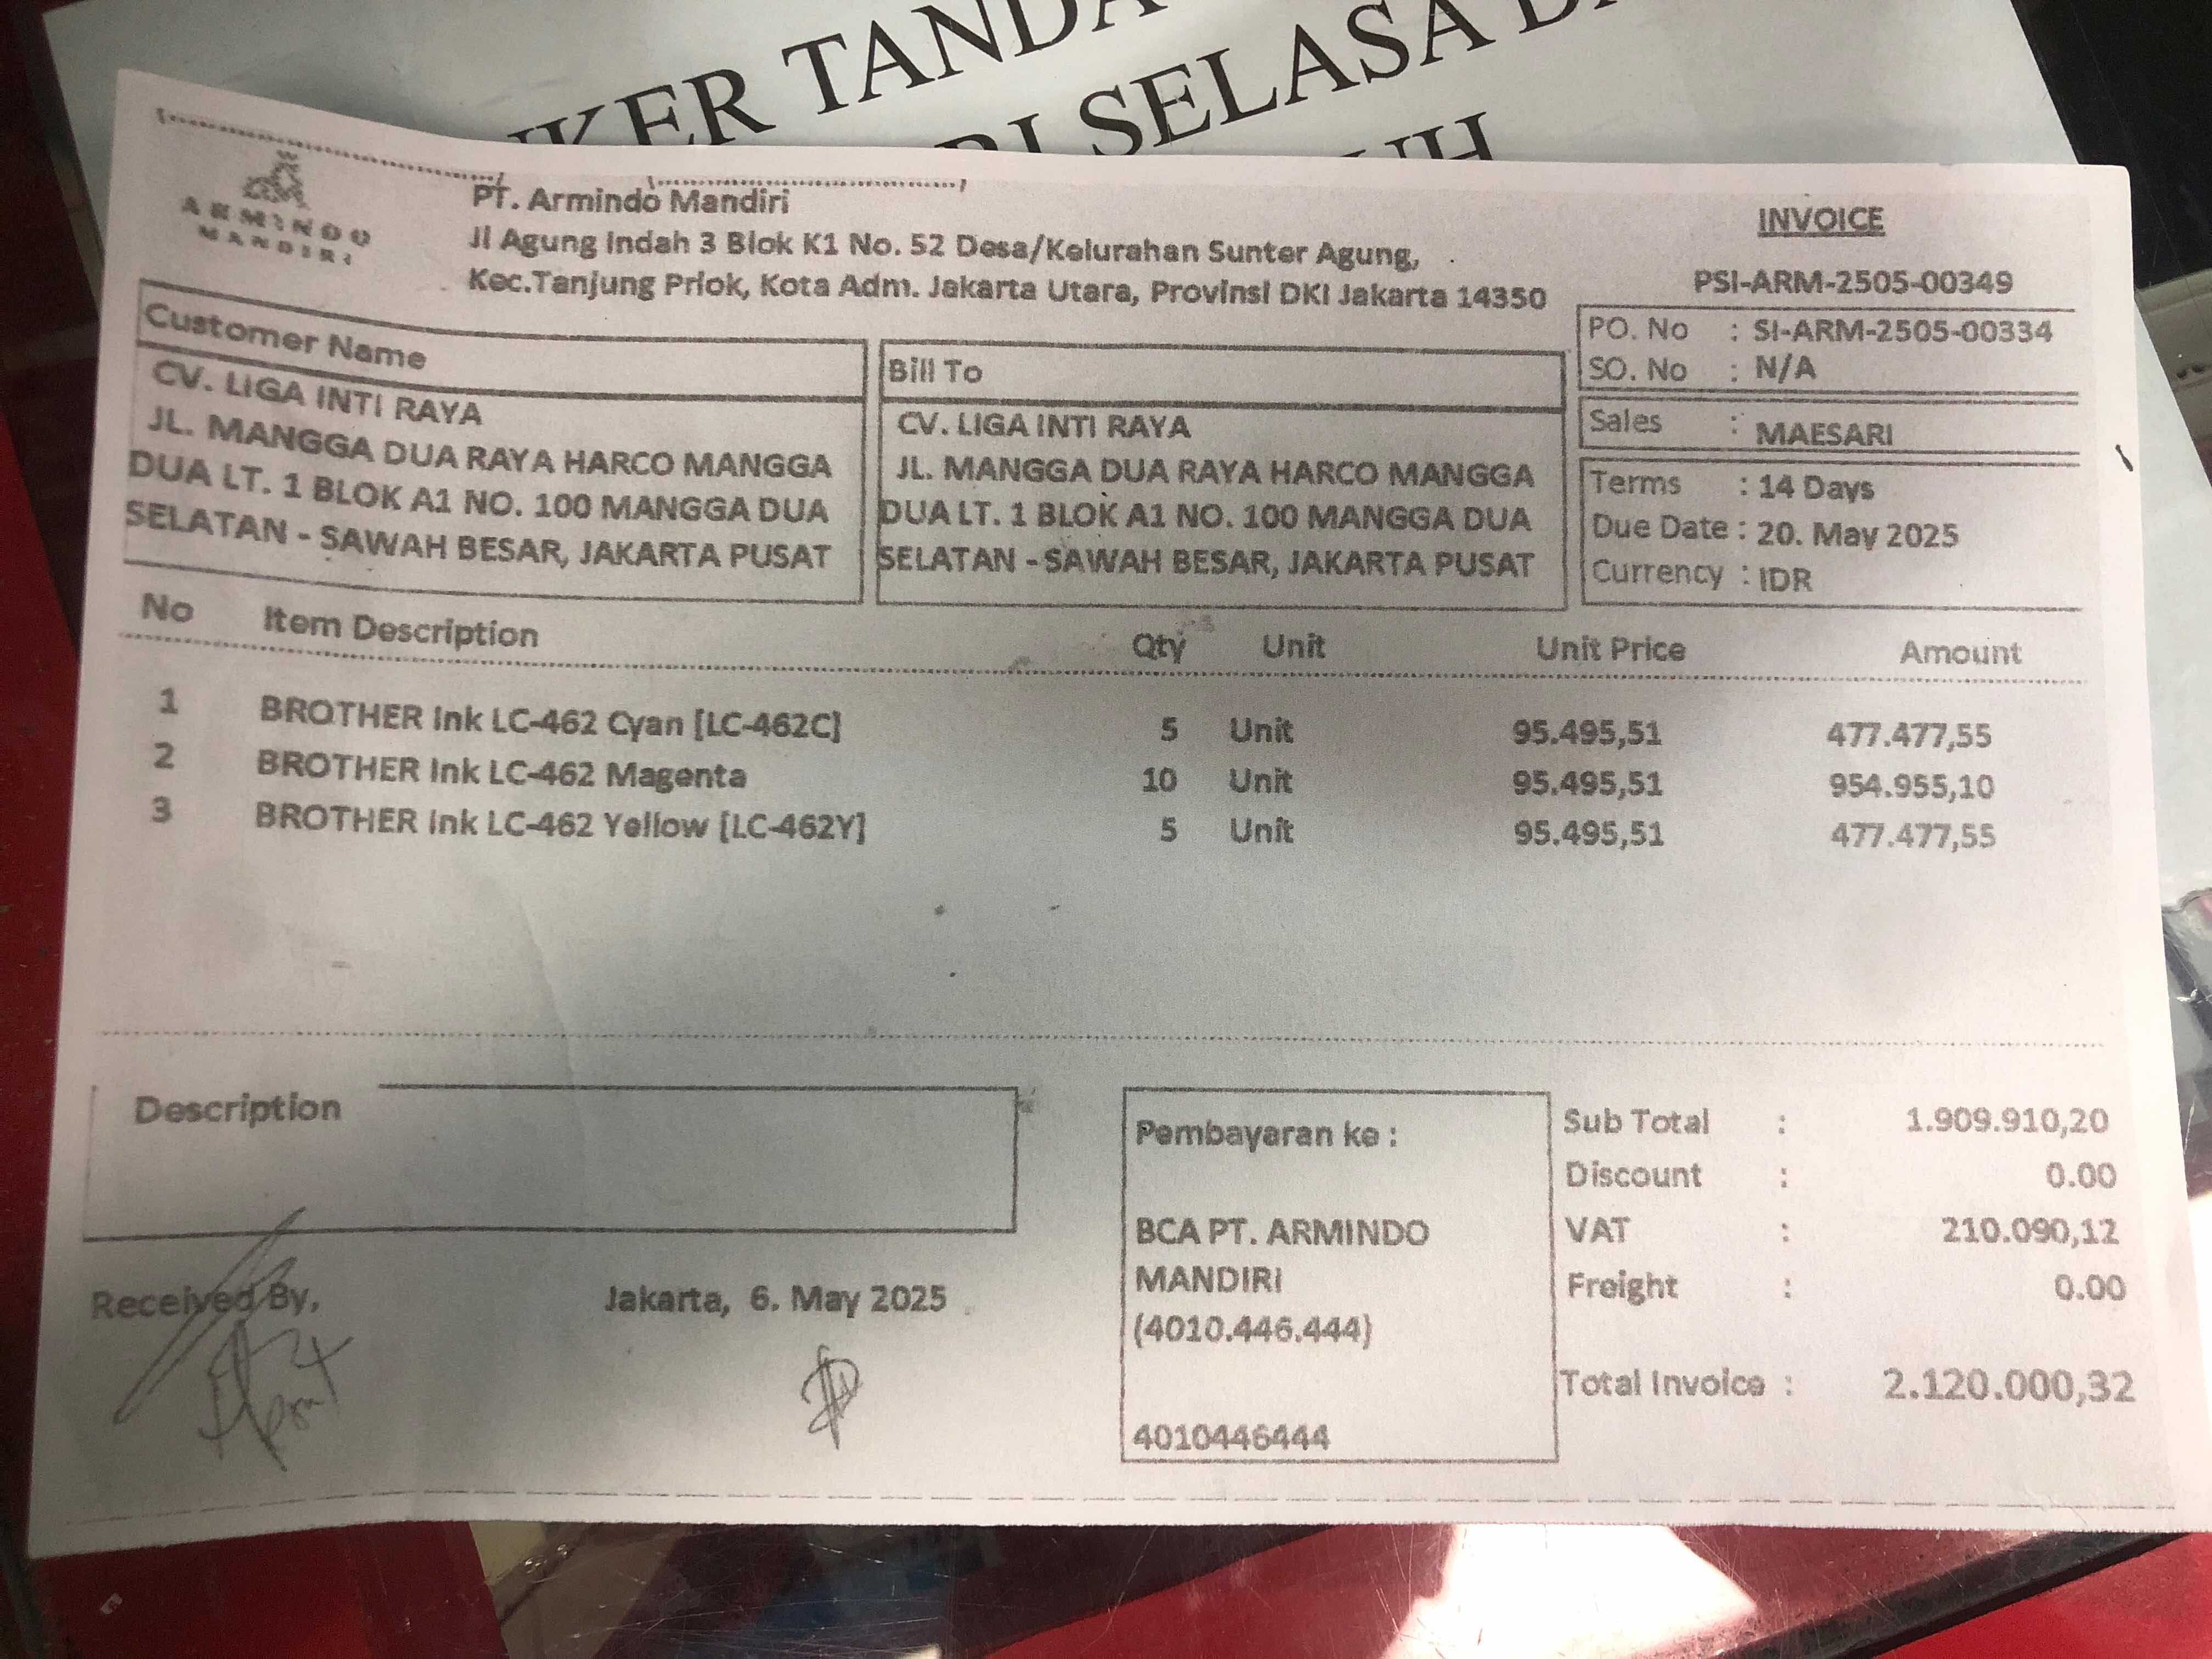 KER TANDA
RI SELASA DA
UH
ARMINDO
MANDIRI
PT. Armindo Mandiri
Jl Agung Indah 3 Blok K1 No. 52 Desa/Kelurahan Sunter Agung,
Kec.Tanjung Priok, Kota Adm. Jakarta Utara, Provinsi DKI Jakarta 14350
INVOICE
PSI-ARM-2505-00349
PO. No : SI-ARM-2505-00334
SO. No : N/A
Sales : MAESARI
Terms : 14 Days
Due Date : 20. May 2025
Currency : IDR
Customer Name
CV. LIGA INTI RAYA
JL. MANGGA DUA RAYA HARCO MANGGA
DUA LT. 1 BLOK A1 NO. 100 MANGGA DUA
SELATAN - SAWAH BESAR, JAKARTA PUSAT
Bill To
CV. LIGA INTI RAYA
JL. MANGGA DUA RAYA HARCO MANGGA
DUA LT. 1 BLOK A1 NO. 100 MANGGA DUA
SELATAN - SAWAH BESAR, JAKARTA PUSAT
No Item Description Qty Unit Unit Price Amount
1 BROTHER Ink LC-462 Cyan [LC-462C] 5 Unit 95.495,51 477.477,55
2 BROTHER Ink LC-462 Magenta 10 Unit 95.495,51 954.955,10
3 BROTHER Ink LC-462 Yellow [LC-462Y] 5 Unit 95.495,51 477.477,55
Description
Received By,
Jakarta, 6. May 2025
Pembayaran ke :
BCA PT. ARMINDO
MANDIRI
(4010.446.444)
4010446444
Sub Total : 1.909.910,20
Discount : 0.00
VAT : 210.090,12
Freight : 0.00
Total Invoice : 2.120.000,32